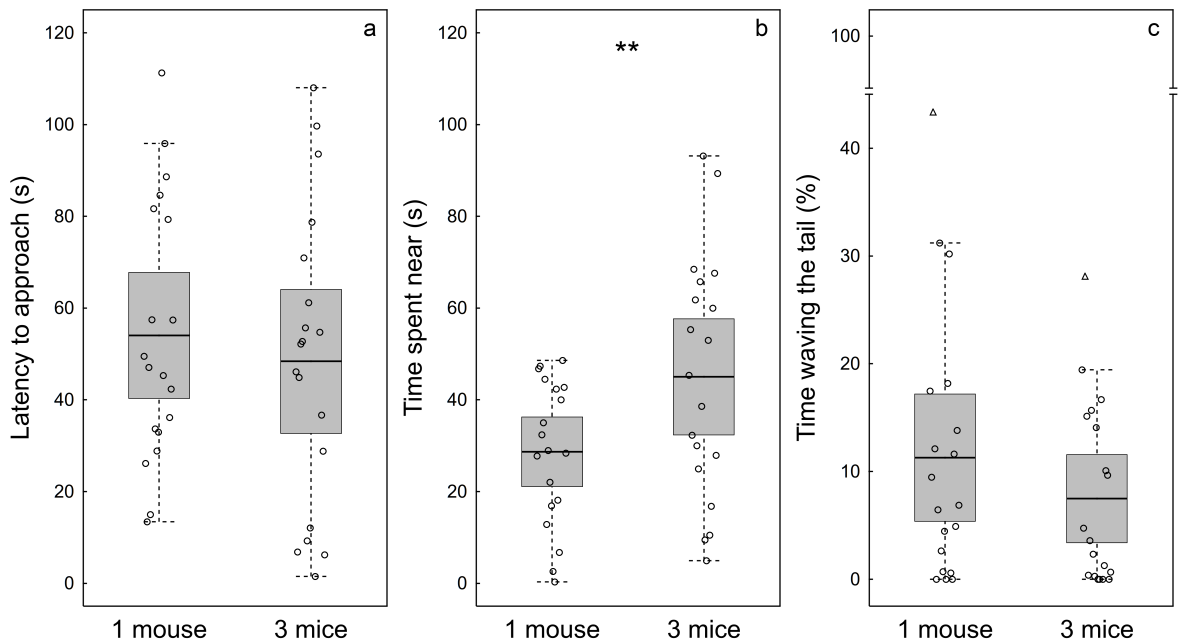 a
Latency to approach (s)
120
100
80
60
40
20
0
1 mouse
3 mice
b
**
Time spent near (s)
120
100
80
60
40
20
0
1 mouse
3 mice
c
Time waving the tail (%)
100
40
30
20
10
0
1 mouse
3 mice